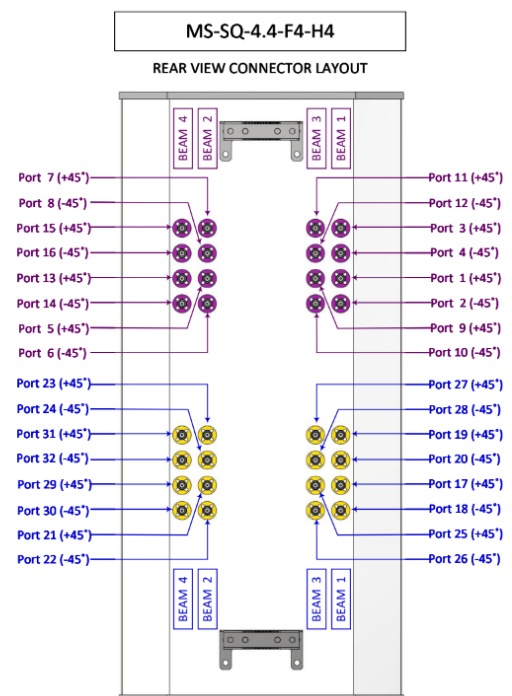 MS-SQ-4.4-F4-H4
REAR VIEW CONNECTOR LAYOUT
BEAM 4
BEAM 2
BEAM 3
BEAM 1
Port 7 (+45°)
Port 8 (-45°)
Port 15 (+45°)
Port 16 (-45°)
Port 13 (+45°)
Port 14 (-45°)
Port 5 (+45°)
Port 6 (-45°)
Port 11 (+45°)
Port 12 (-45°)
Port 3 (+45°)
Port 4 (-45°)
Port 1 (+45°)
Port 2 (-45°)
Port 9 (+45°)
Port 10 (-45°)
Port 23 (+45°)
Port 24 (-45°)
Port 31 (+45°)
Port 32 (-45°)
Port 29 (+45°)
Port 30 (-45°)
Port 21 (+45°)
Port 22 (-45°)
Port 27 (+45°)
Port 28 (-45°)
Port 19 (+45°)
Port 20 (-45°)
Port 17 (+45°)
Port 18 (-45°)
Port 25 (+45°)
Port 26 (-45°)
BEAM 4
BEAM 2
BEAM 3
BEAM 1